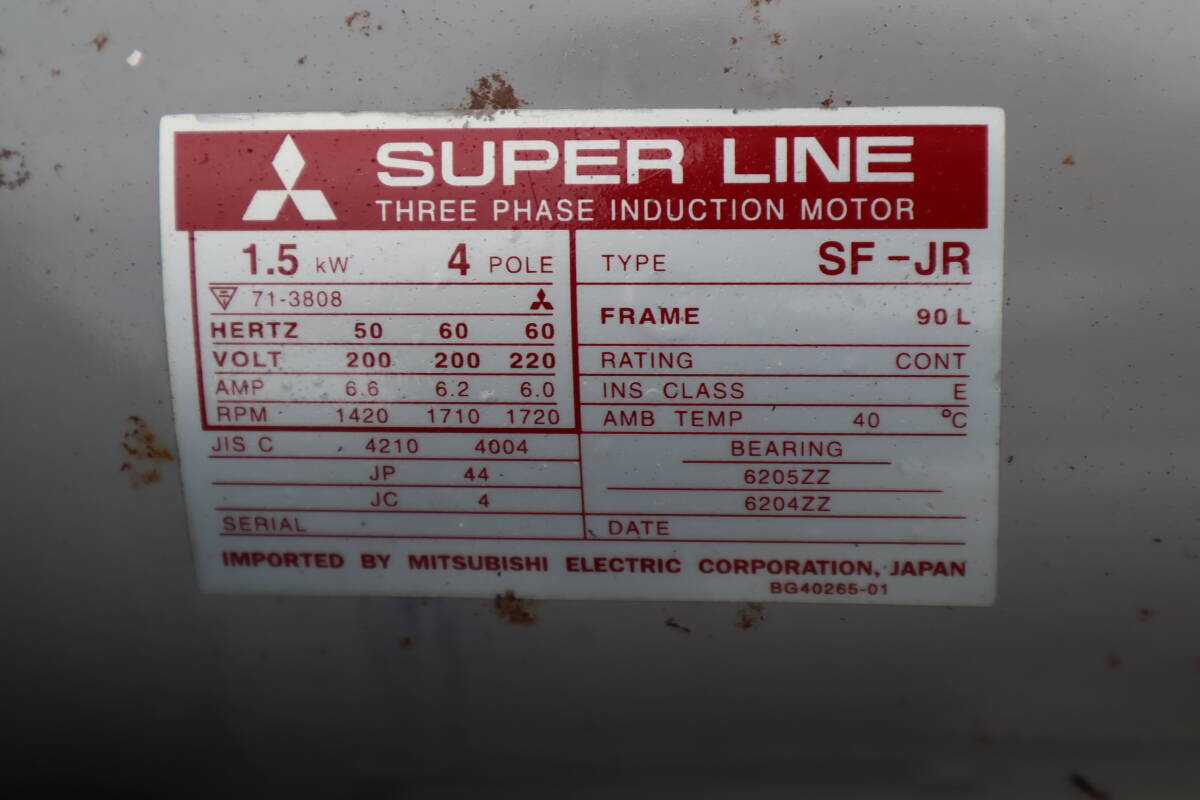 SUPER LINE
THREE PHASE INDUCTION MOTOR
1.5 kW 4 POLE
71-3808
HERTZ 50 60 60
VOLT 200 200 220
AMP 6.6 6.2 6.0
RPM 1420 1710 1720
JIS C 4210 4004
JP 44
JC 4
SERIAL
TYPE SF-JR
FRAME 90 L
RATING CONT
INS CLASS E
AMB TEMP 40 °C
BEARING
6205ZZ
6204ZZ
DATE
IMPORTED BY MITSUBISHI ELECTRIC CORPORATION, JAPAN
BG40265-01